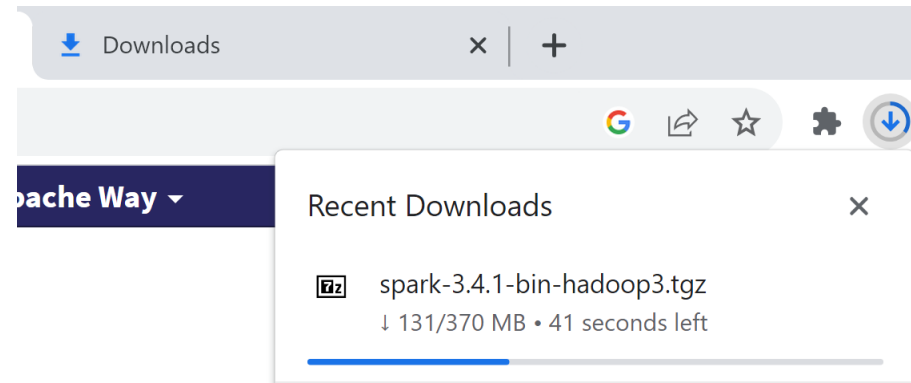 Downloads
pache Way
Recent Downloads
7z
spark-3.4.1-bin-hadoop3.tgz
↓ 131/370 MB • 41 seconds left